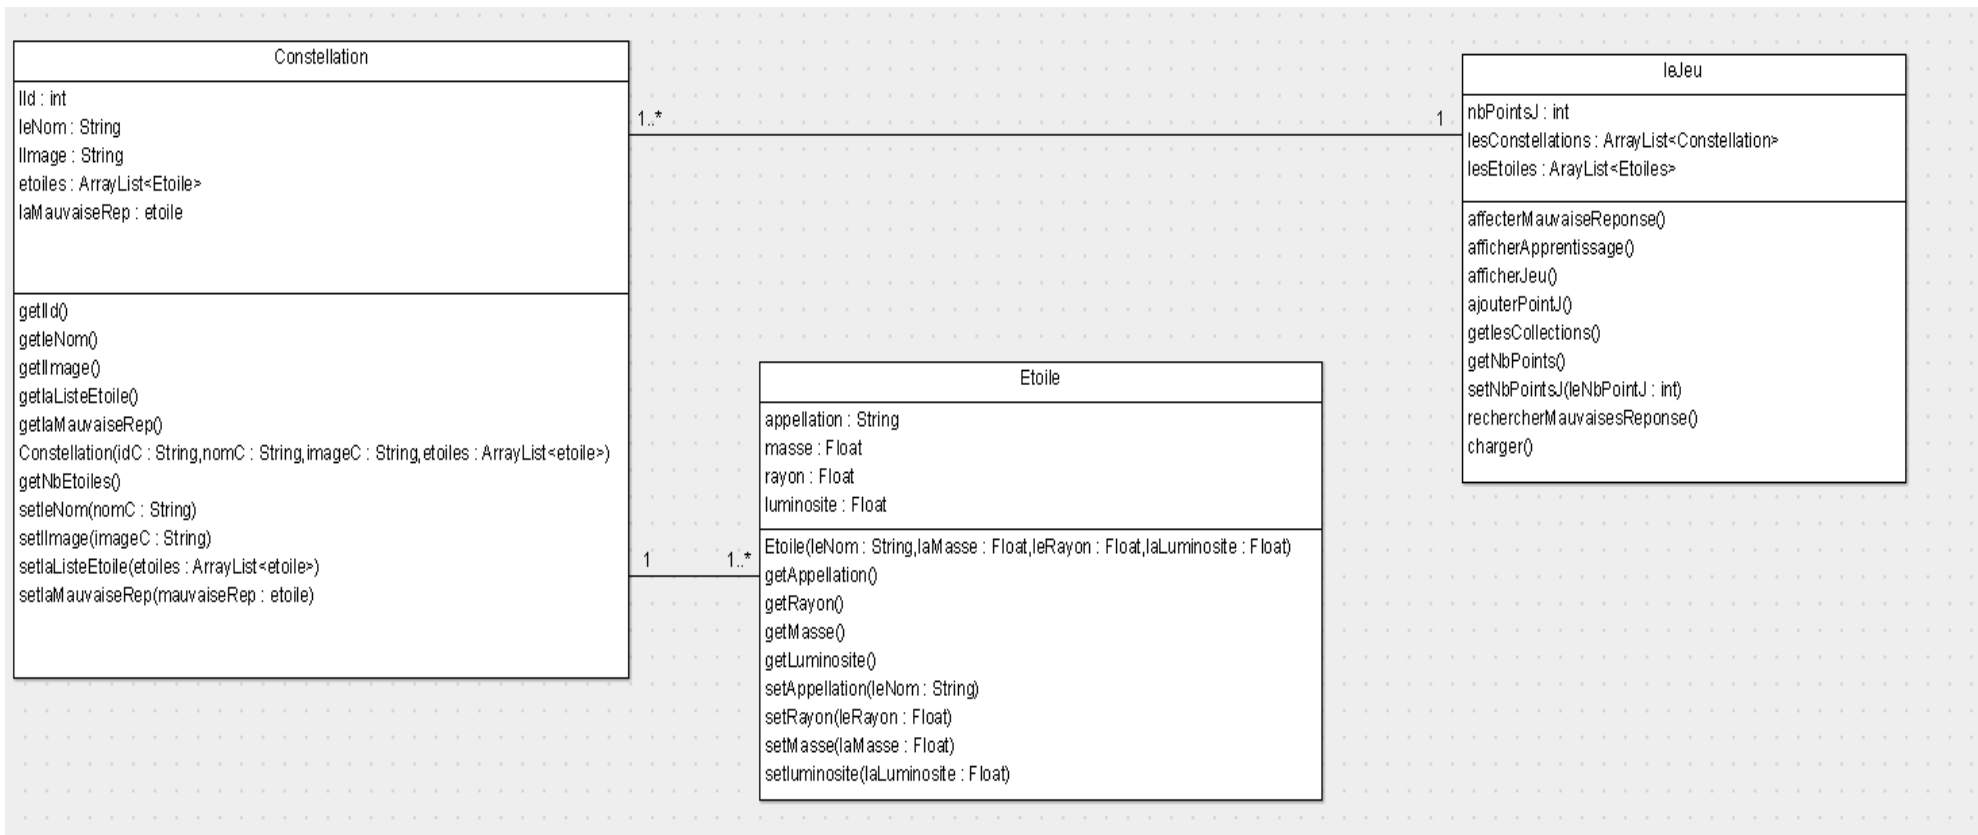 Constellation
lId : int
leNom : String
lImage : String
etoiles : ArrayList<Etoile>
laMauvaiseRep : etoile
getlId()
getleNom()
getlImage()
getlaListeEtoile()
getlaMauvaiseRep()
Constellation(idC : String,nomC : String,imageC : String,etoiles : ArrayList<etoile>)
getNbEtoiles()
setleNom(nomC : String)
setlImage(imageC : String)
setlaListeEtoile(etoiles : ArrayList<etoile>)
setlaMauvaiseRep(mauvaiseRep : etoile)
1..*
1
leJeu
nbPointsJ : int
lesConstellations : ArrayList<Constellation>
lesEtoiles : ArayList<Etoiles>
affecterMauvaiseReponse()
afficherApprentissage()
afficherJeu()
ajouterPointJ()
getlesCollections()
getNbPoints()
setNbPointsJ(leNbPointJ : int)
rechercherMauvaisesReponse()
charger()
1
1..*
Etoile
appellation : String
masse : Float
rayon : Float
luminosite : Float
Etoile(leNom : String,laMasse : Float,leRayon : Float,laLuminosite : Float)
getAppellation()
getRayon()
getMasse()
getLuminosite()
setAppellation(leNom : String)
setRayon(leRayon : Float)
setMasse(laMasse : Float)
setluminosite(laLuminosite : Float)